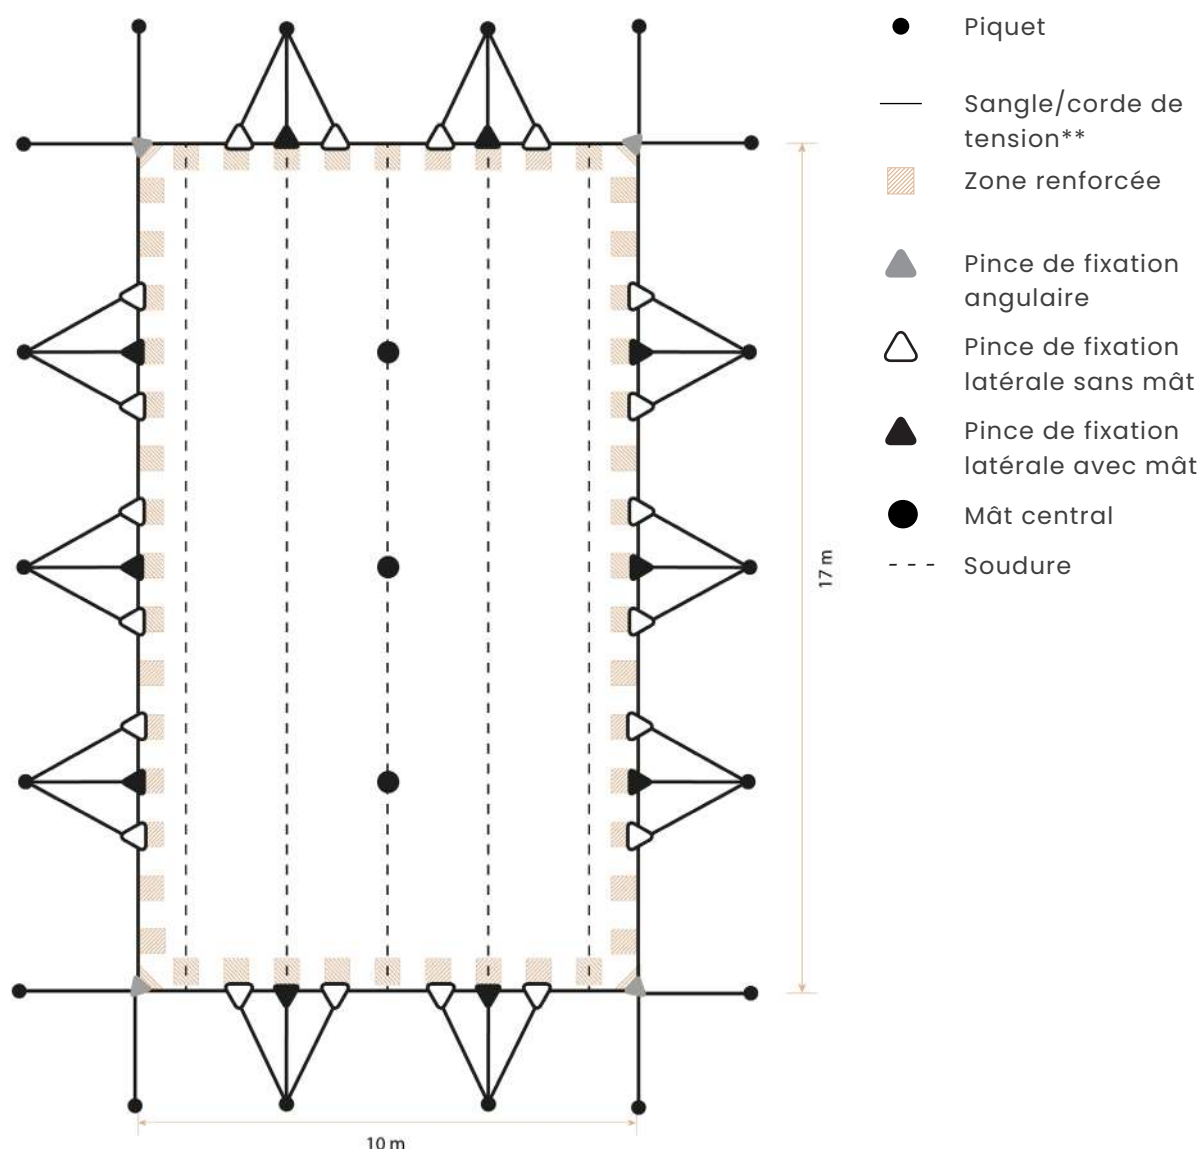 Piquet
Sangle/corde de
tension**
Zone renforcée
Pince de fixation
angulaire
Pince de fixation
latérale sans mât
Pince de fixation
latérale avec mât
Mât central
Soudure
17 m
10 m